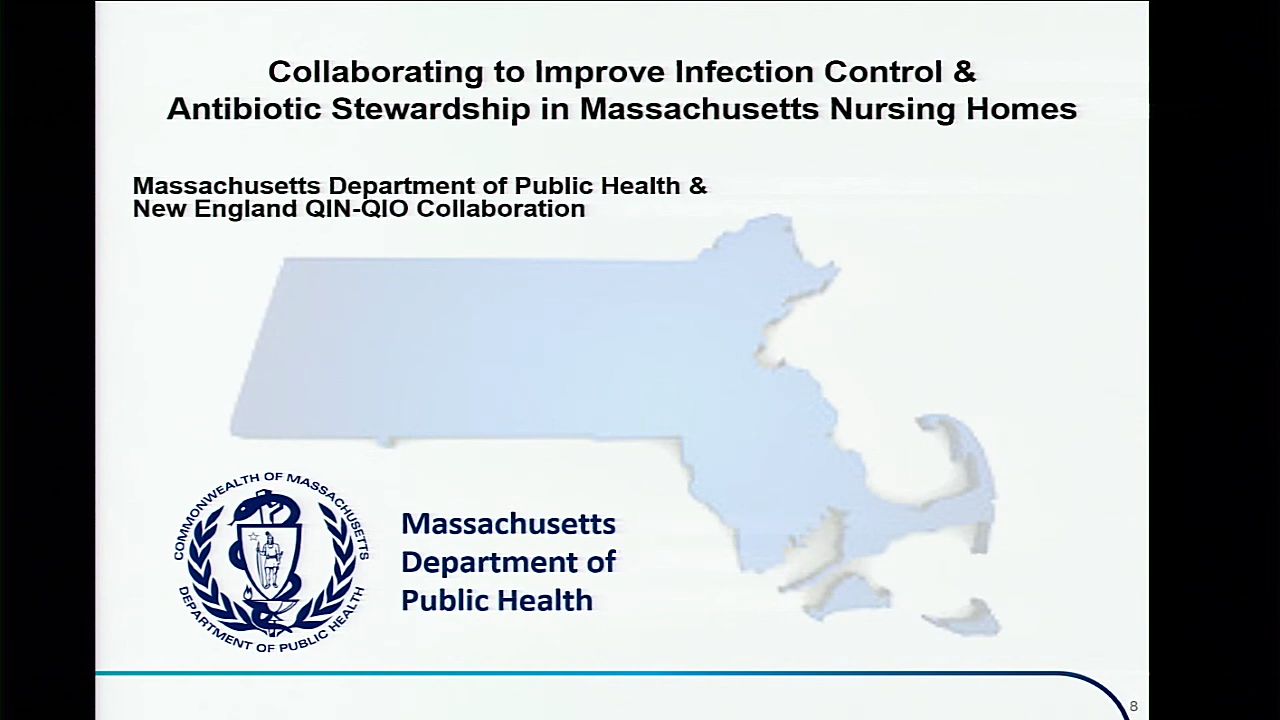 Collaborating to Improve Infection Control &
Antibiotic Stewardship in Massachusetts Nursing Homes
Massachusetts Department of Public Health &
New England QIN-QIO Collaboration
COMMONWEALTH OF MASSACHUSETTS
DEPARTMENT OF PUBLIC HEALTH
Massachusetts
Department of
Public Health
8